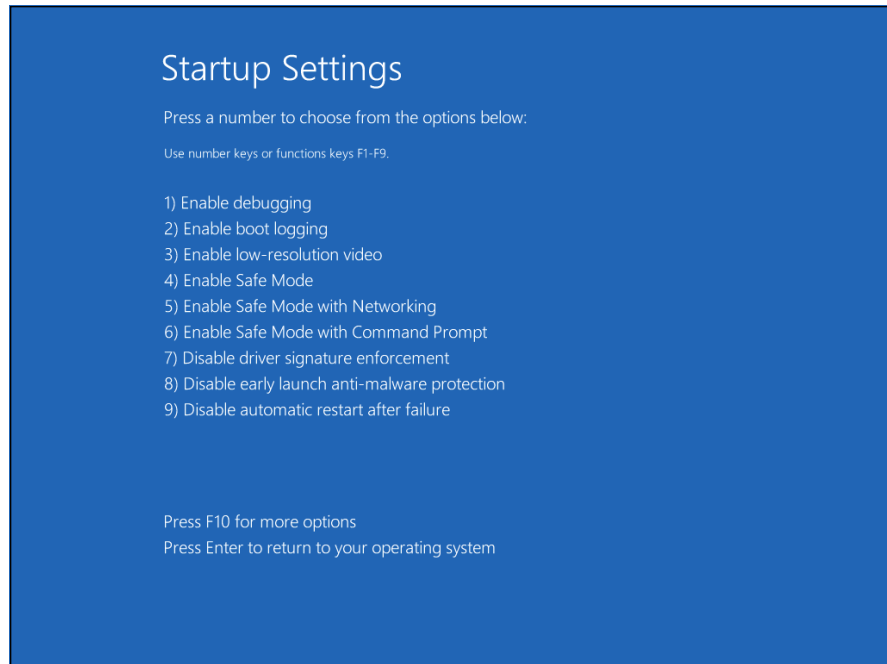 Startup Settings
Press a number to choose from the options below:
Use number keys or functions keys F1-F9.
1) Enable debugging
2) Enable boot logging
3) Enable low-resolution video
4) Enable Safe Mode
5) Enable Safe Mode with Networking
6) Enable Safe Mode with Command Prompt
7) Disable driver signature enforcement
8) Disable early launch anti-malware protection
9) Disable automatic restart after failure
Press F10 for more options
Press Enter to return to your operating system